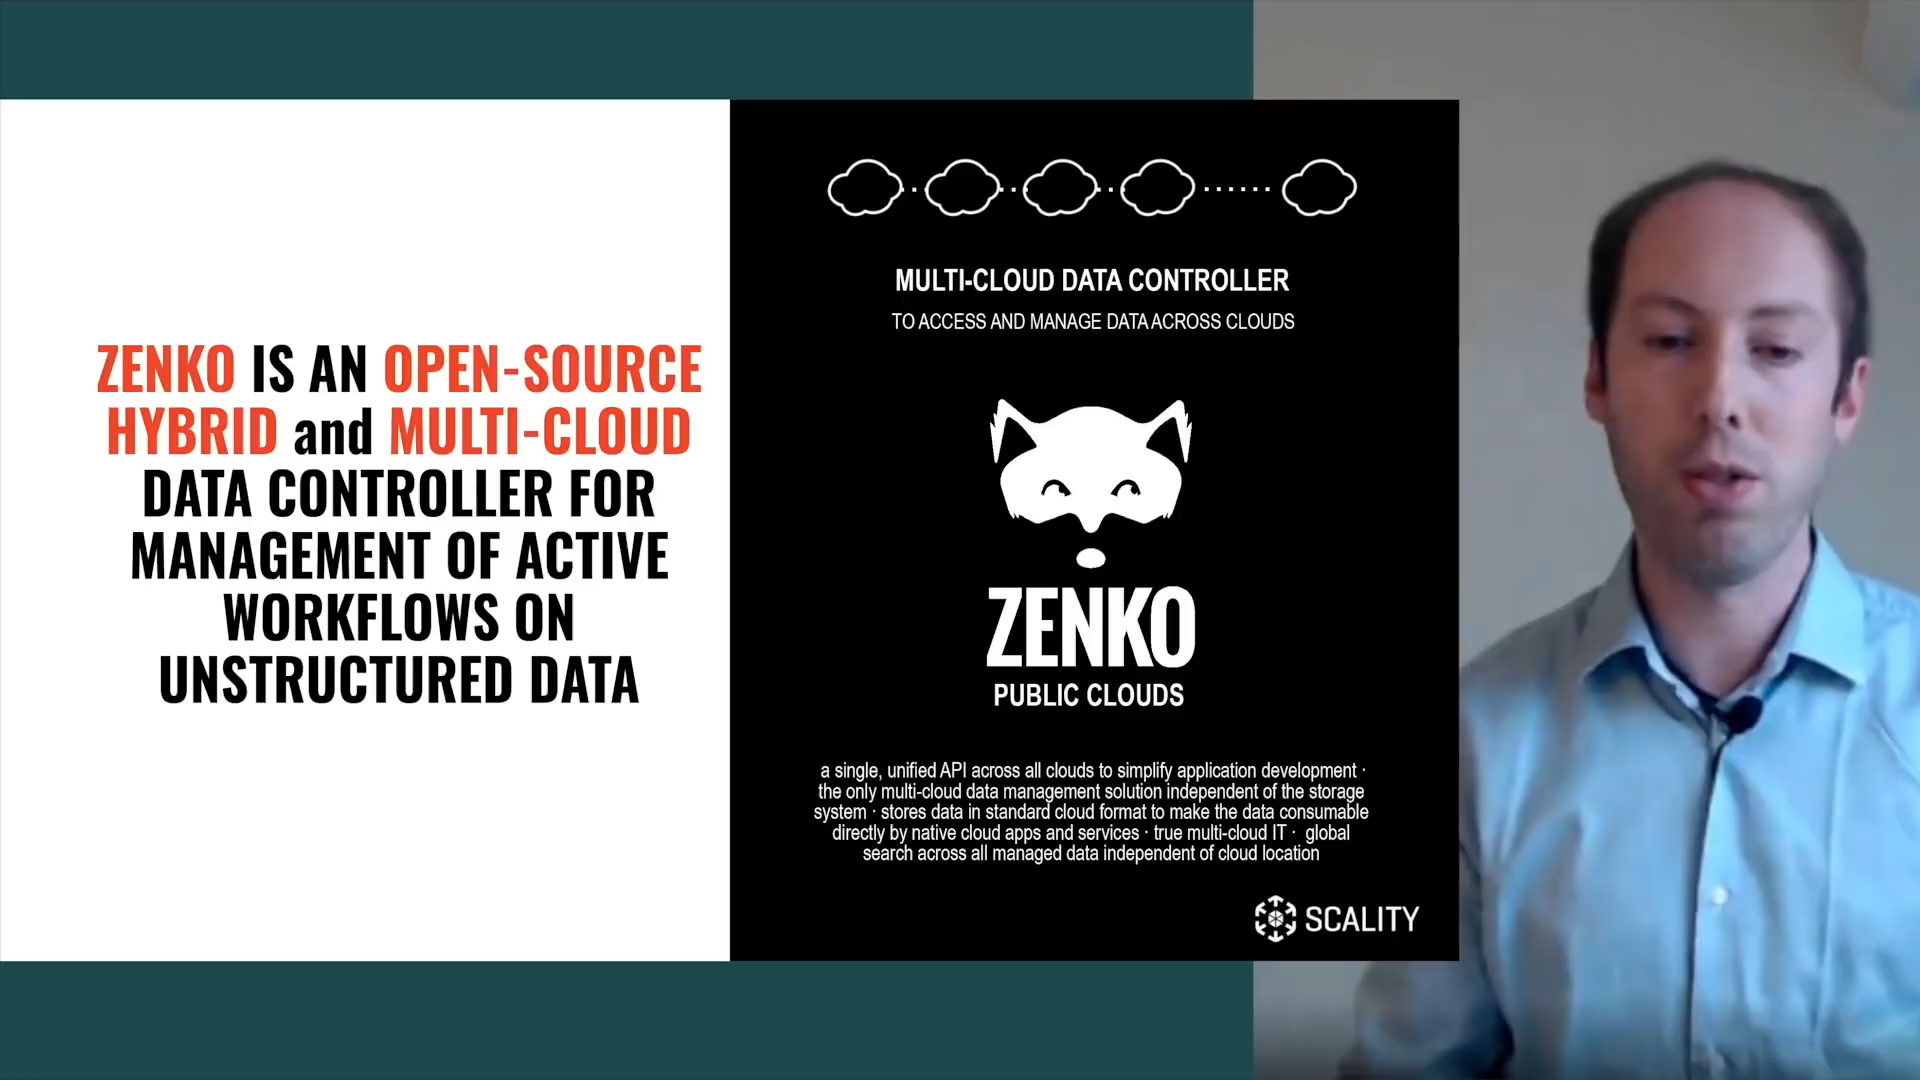 ZENKO IS AN OPEN-SOURCE
HYBRID and MULTI-CLOUD
DATA CONTROLLER FOR
MANAGEMENT OF ACTIVE
WORKFLOWS ON
UNSTRUCTURED DATA
MULTI-CLOUD DATA CONTROLLER
TO ACCESS AND MANAGE DATA ACROSS CLOUDS
ZENKO
PUBLIC CLOUDS
a single, unified API across all clouds to simplify application development ·
the only multi-cloud data management solution independent of the storage
system · stores data in standard cloud format to make the data consumable
directly by native cloud apps and services · true multi-cloud IT · global
search across all managed data independent of cloud location
SCALITY